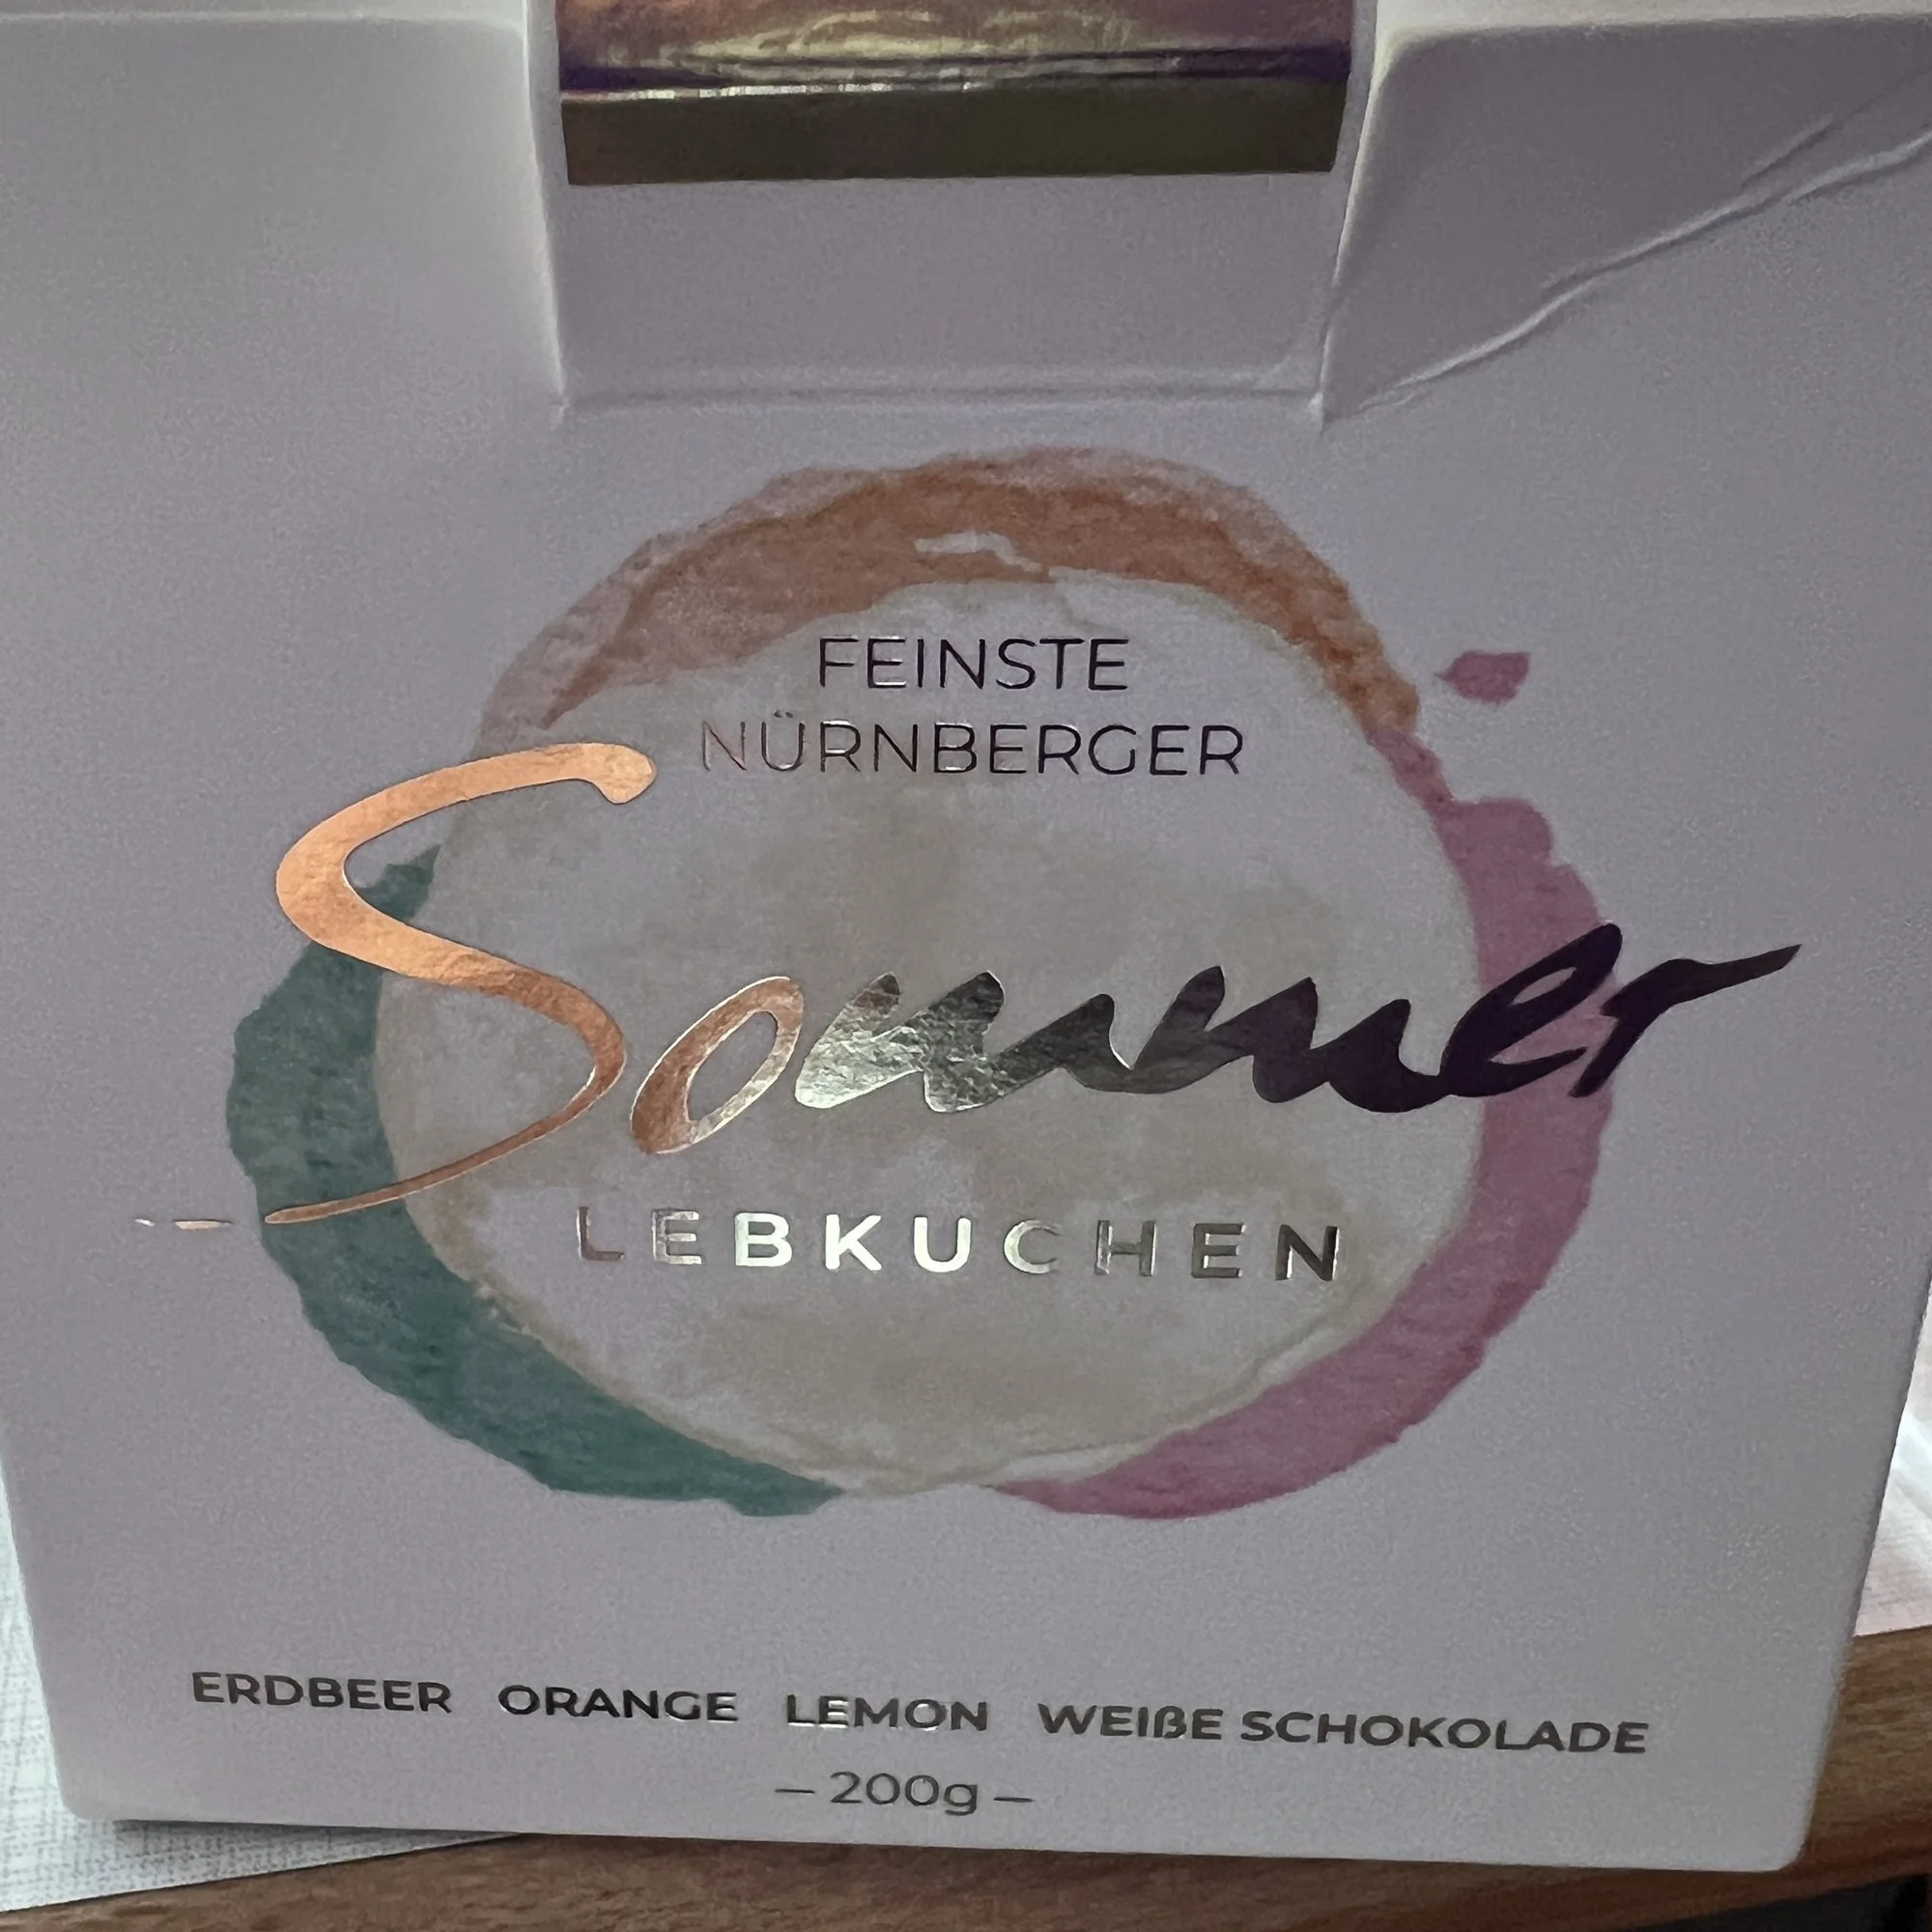 FEINSTE
NÜRNBERGER
Sommer
LEBKUCHEN
ERDBEER ORANGE LEMON WEIßE SCHOKOLADE
– 200g –